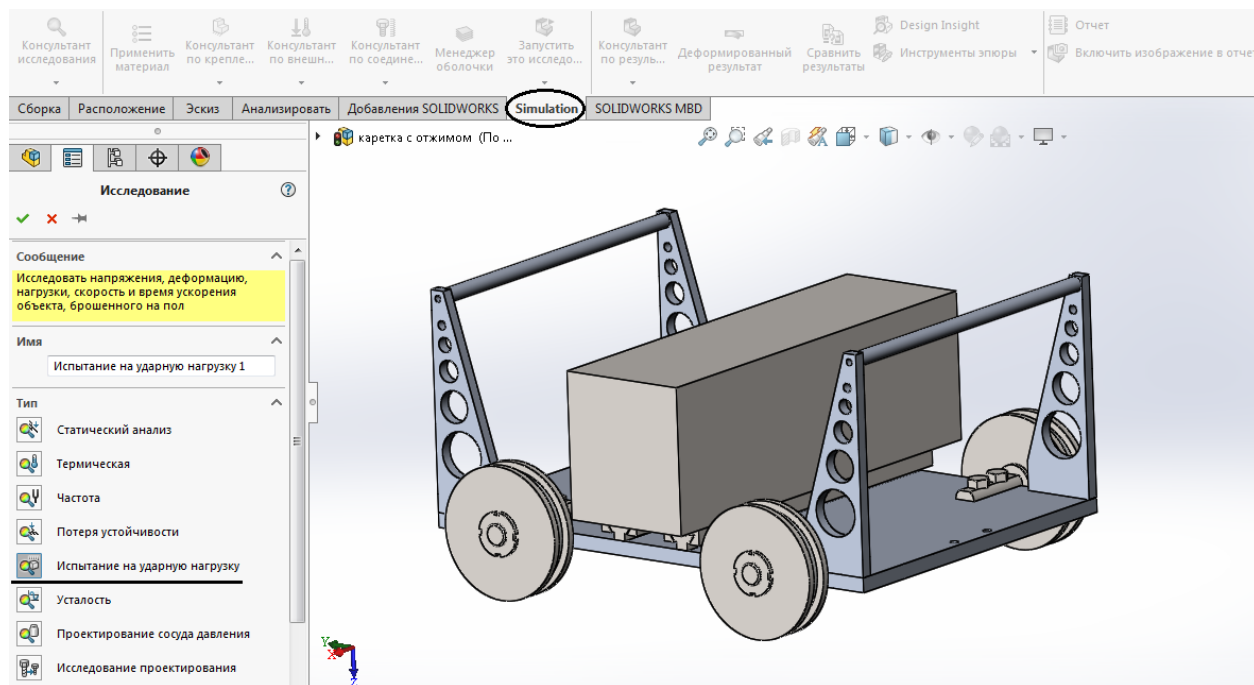 Консультант исследования
Применить материал
Консультант по крепле...
Консультант по внешн...
Консультант по соедине...
Менеджер оболочки
Запустить это исследо...
Консультант по резуль...
Деформированный результат
Сравнить результаты
Design Insight
Инструменты эпюры
Отчет
Включить изображение в отче
Сборка
Расположение
Эскиз
Анализировать
Добавления SOLIDWORKS
Simulation
SOLIDWORKS MBD
каретка с отжимом (По ...
Исследование
Сообщение
Исследовать напряжения, деформацию,
нагрузки, скорость и время ускорения
объекта, брошенного на пол
Имя
Испытание на ударную нагрузку 1
Тип
Статический анализ
Термическая
Частота
Потеря устойчивости
Испытание на ударную нагрузку
Усталость
Проектирование сосуда давления
Исследование проектирования
Y
X
Z